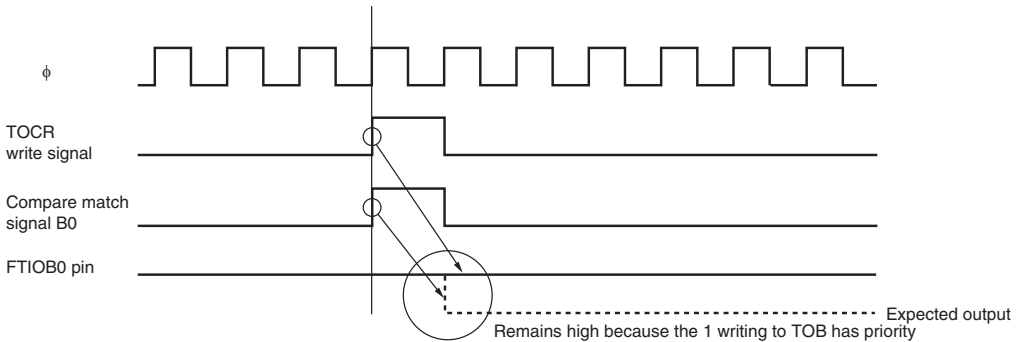 ϕ
TOCR
write signal
Compare match
signal B0
FTIOB0 pin
Expected output
Remains high because the 1 writing to TOB has priority